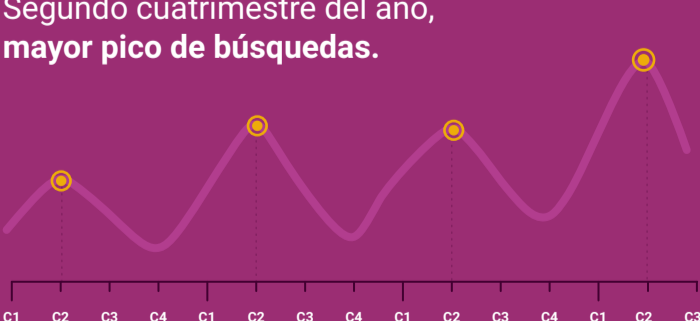 Segundo cuatrimestre del año,
mayor pico de búsquedas.
C1 C2 C3 C4 C1 C2 C3 C4 C1 C2 C3 C4 C1 C2 C3